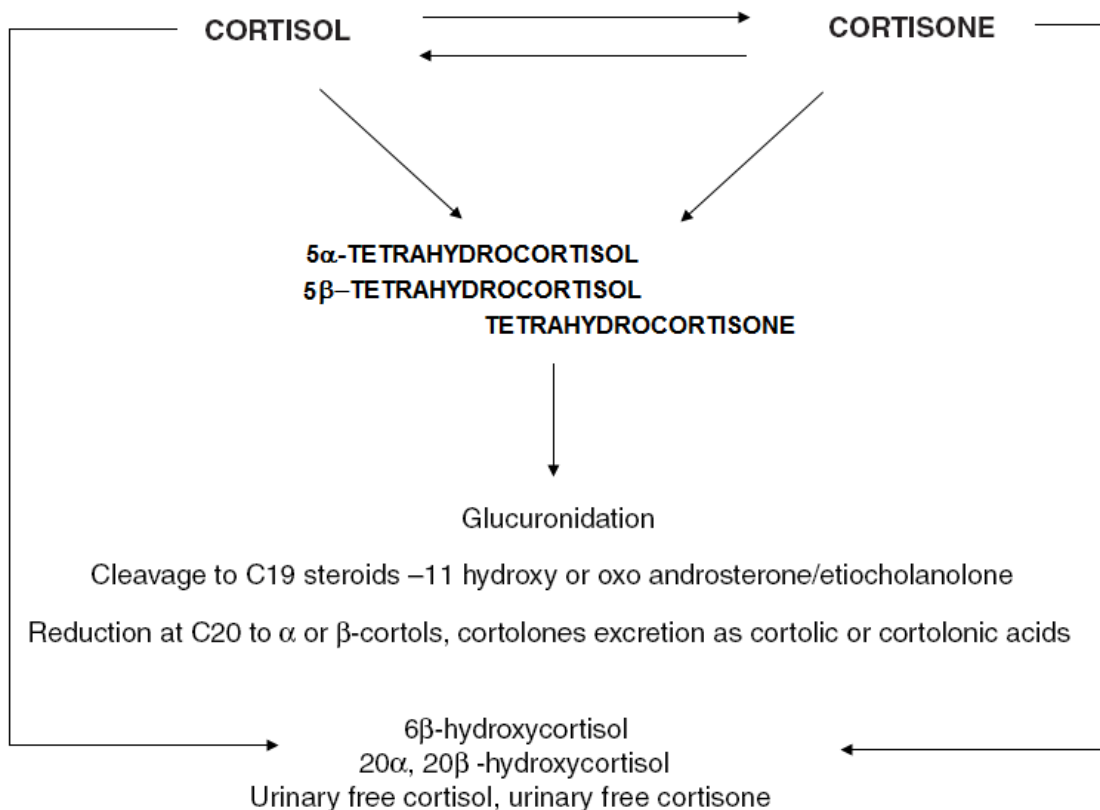 CORTISOL
CORTISONE
5α-TETRAHYDROCORTISOL
5β–TETRAHYDROCORTISOL
TETRAHYDROCORTISONE
Glucuronidation
Cleavage to C19 steroids –11 hydroxy or oxo androsterone/etiocholanolone
Reduction at C20 to α or β-cortols, cortolones excretion as cortolic or cortolonic acids
6β-hydroxycortisol
20α, 20β -hydroxycortisol
Urinary free cortisol, urinary free cortisone